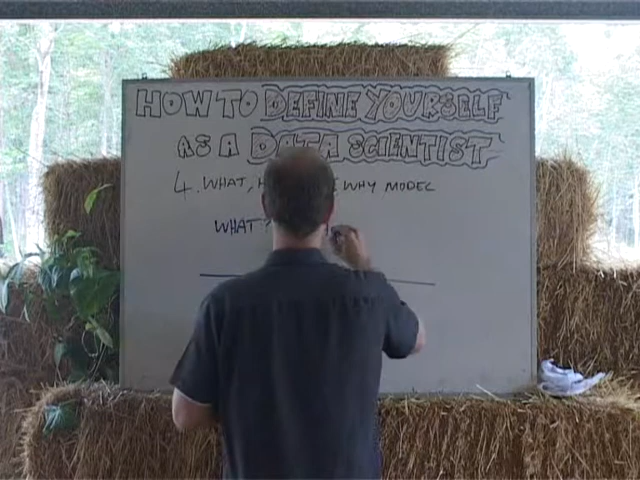 HOW TO DEFINE YOURSELF
AS A DATA SCIENTIST
4. WHAT, WHY MODEL
WHAT?